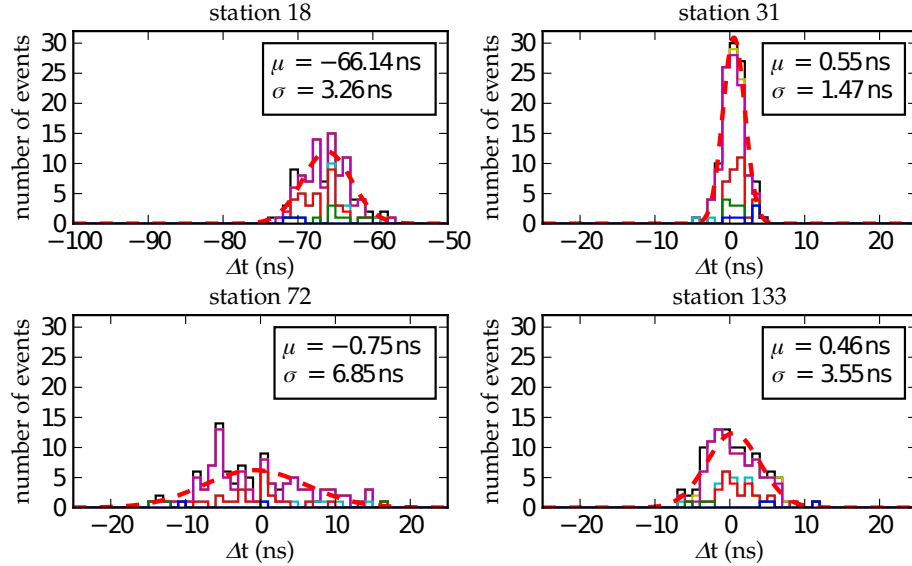 station 18
number of events
30
25
20
15
10
5
0
μ = −66.14 ns
σ = 3.26 ns
−100 −90 −80 −70 −60 −50
Δt (ns)
station 31
number of events
30
25
20
15
10
5
0
μ = 0.55 ns
σ = 1.47 ns
−20 −10 0 10 20
Δt (ns)
station 72
number of events
30
25
20
15
10
5
0
μ = −0.75 ns
σ = 6.85 ns
−20 −10 0 10 20
Δt (ns)
station 133
number of events
30
25
20
15
10
5
0
μ = 0.46 ns
σ = 3.55 ns
−20 −10 0 10 20
Δt (ns)